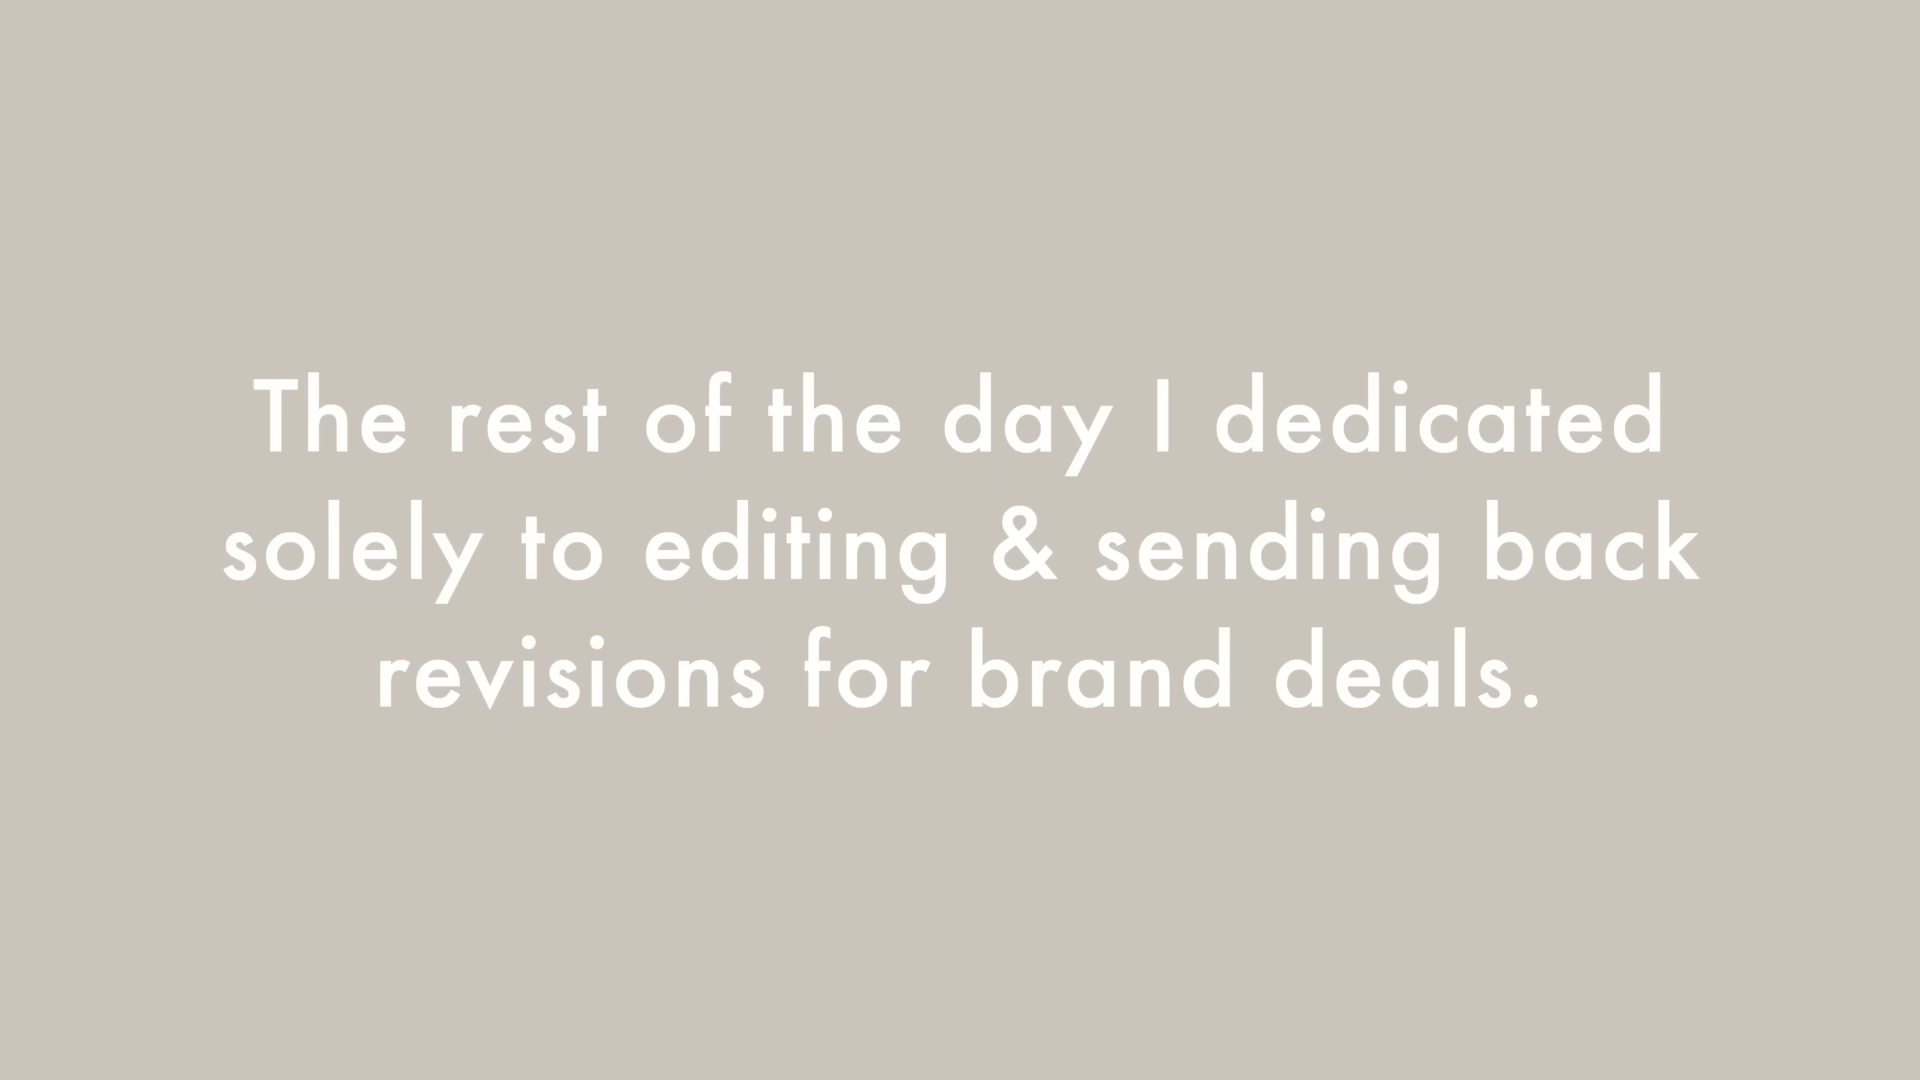 The rest of the day I dedicated
solely to editing & sending back
revisions for brand deals.